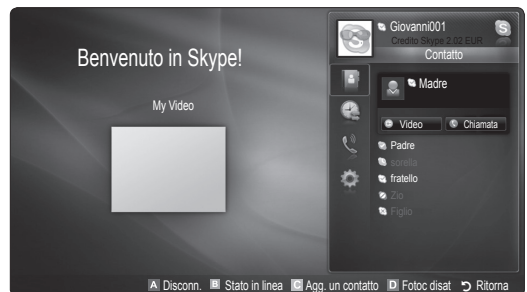 Benvenuto in Skype!
My Video
Giovanni001
Credito Skype 2.02 EUR
Contatto
Madre
Video
Chiamata
Padre
sorella
fratello
Zio
Figlio
A Disconn. B Stato in linea C Agg. un contatto D Fotoc disat Ritorna